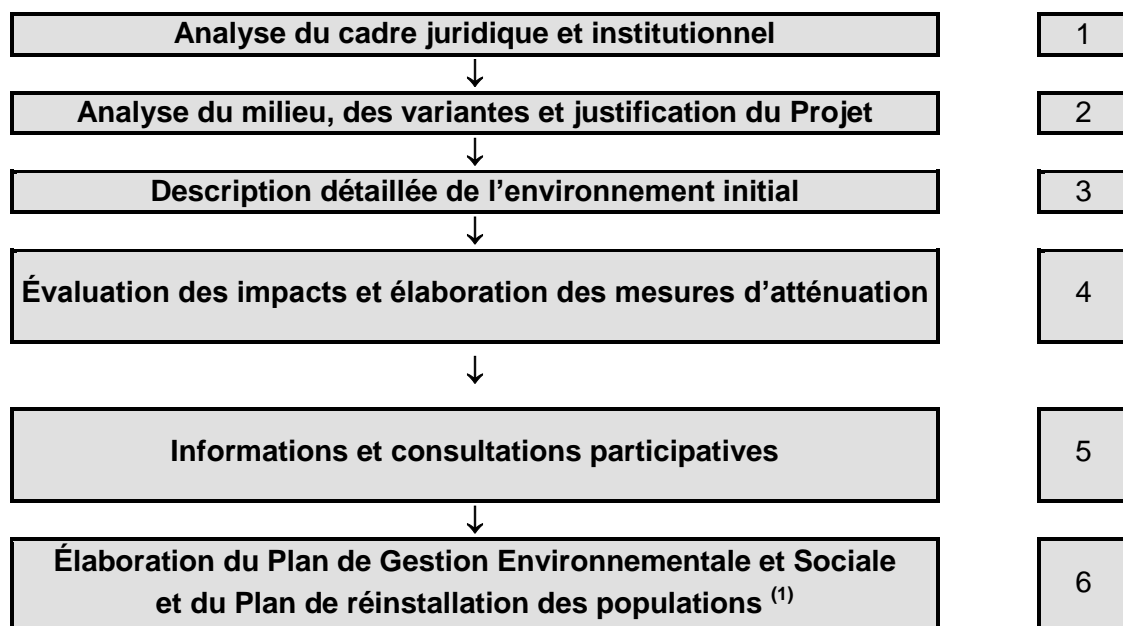 Analyse du cadre juridique et institutionnel 1
↓
Analyse du milieu, des variantes et justification du Projet 2
↓
Description détaillée de l’environnement initial 3
↓
Évaluation des impacts et élaboration des mesures d’atténuation 4
↓
Informations et consultations participatives 5
↓
Élaboration du Plan de Gestion Environnementale et Sociale
et du Plan de réinstallation des populations (1) 6